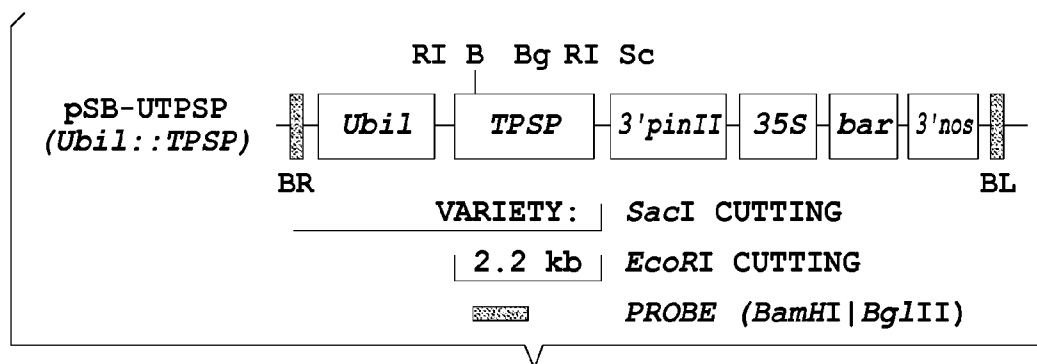 RI B Bg RI Sc
pSB-UTPSP
(Ubil::TPSP)
Ubil TPSP 3'pinII 35S bar 3'nos
BR BL
VARIETY: SacI CUTTING
2.2 kb EcoRI CUTTING
PROBE (BamHI|BglII)